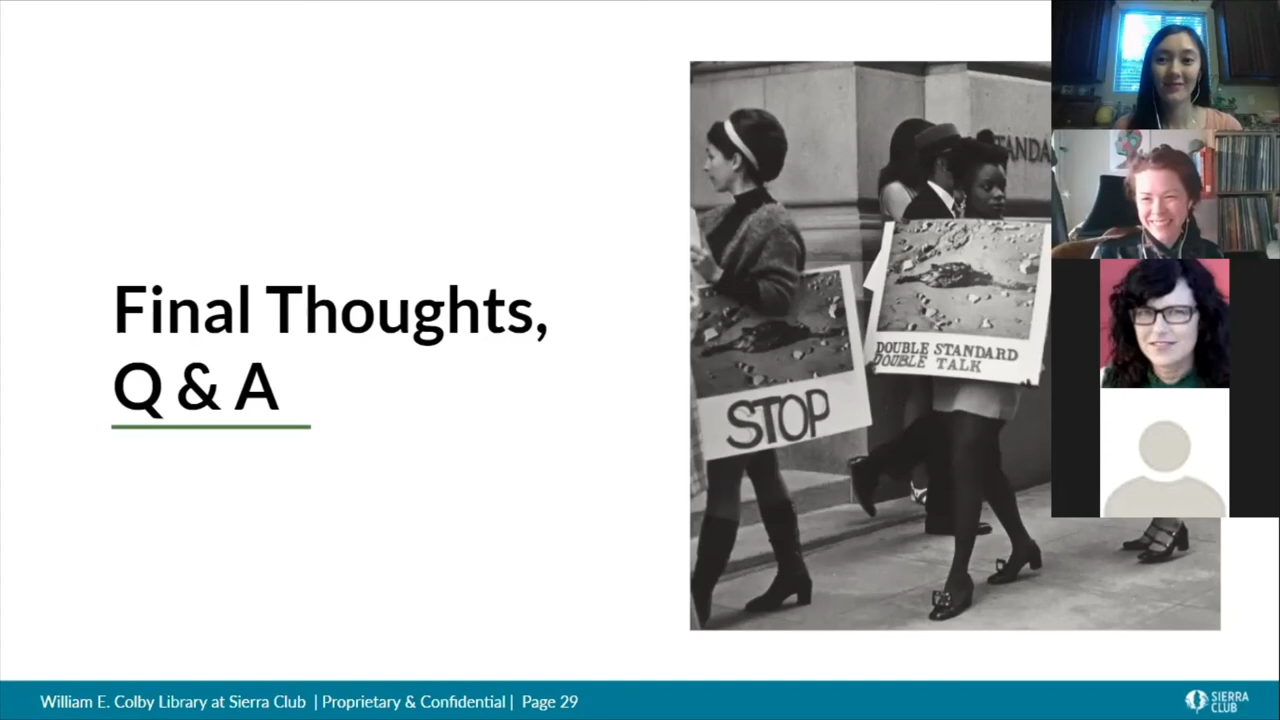 Final Thoughts,
Q & A
TANDA
STOP
DOUBLE STANDARD
DOUBLE TALK
William E. Colby Library at Sierra Club | Proprietary & Confidential | Page 29
SIERRA
CLUB